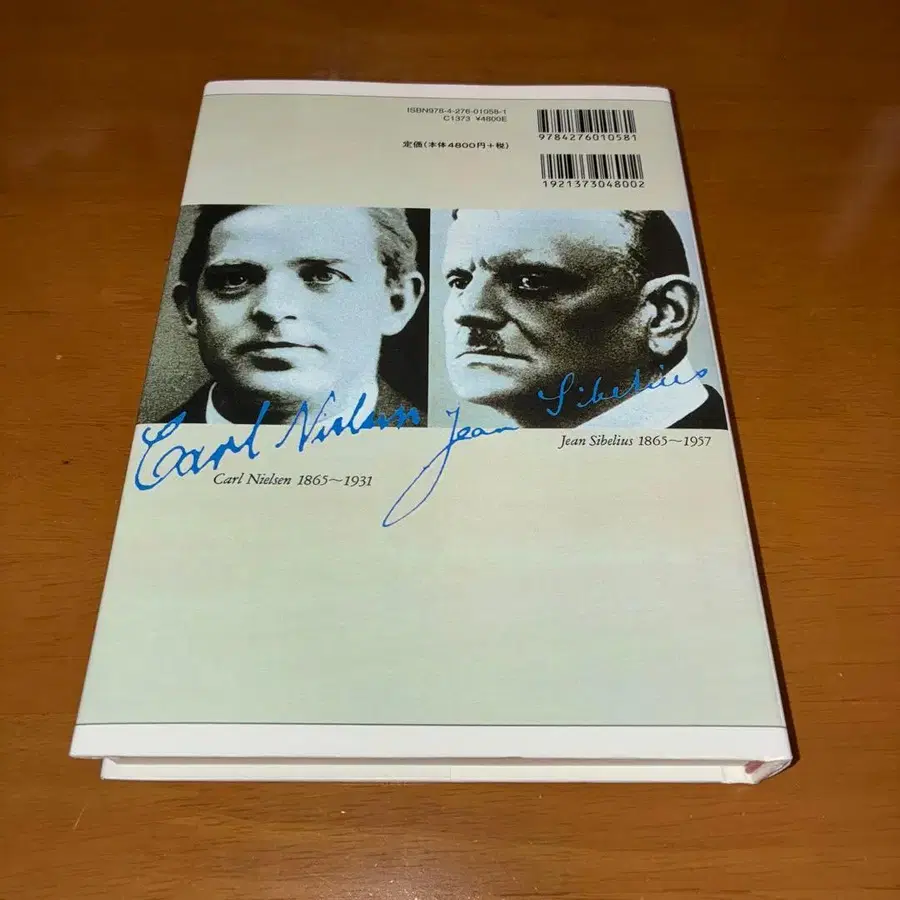 ISBN978-4-276-01058-1
C1373 ¥4800E
定価(本体4800円+税)
9784276010581
1921373048002
Carl Nielsen
Jean Sibelius
Carl Nielsen 1865～1931
Jean Sibelius 1865～1957